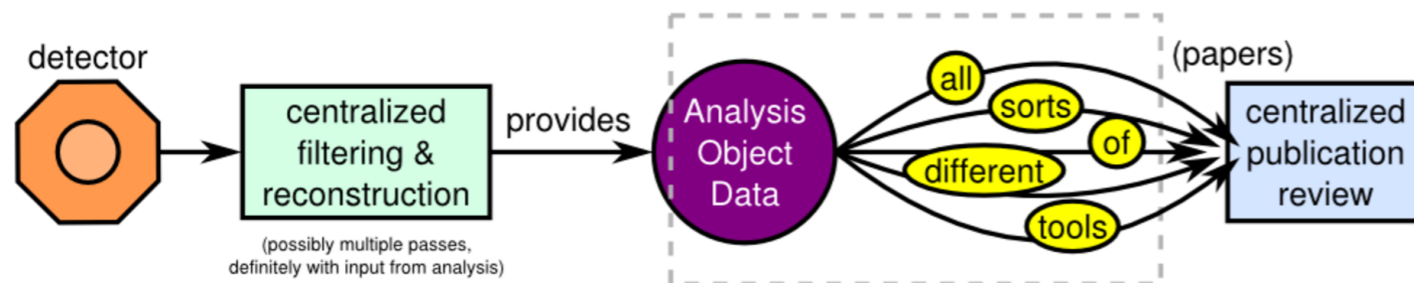 detector
centralized
filtering &
reconstruction
(possibly multiple passes,
definitely with input from analysis)
provides
Analysis
Object
Data
all
sorts
of
different
tools
(papers)
centralized
publication
review